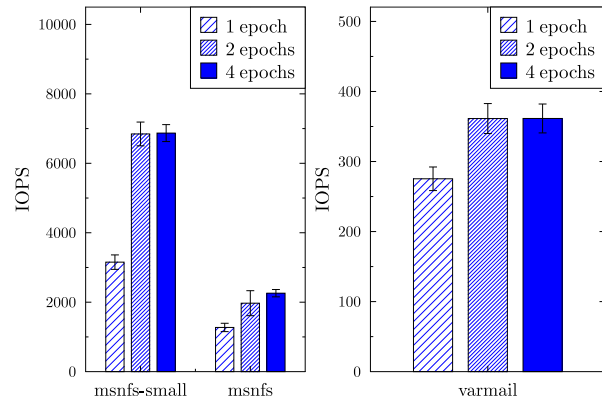 10000
8000
6000
4000
2000
0
IOPS
1 epoch
2 epochs
4 epochs
msnfs-small
msnfs
500
400
300
200
100
0
IOPS
1 epoch
2 epochs
4 epochs
varmail